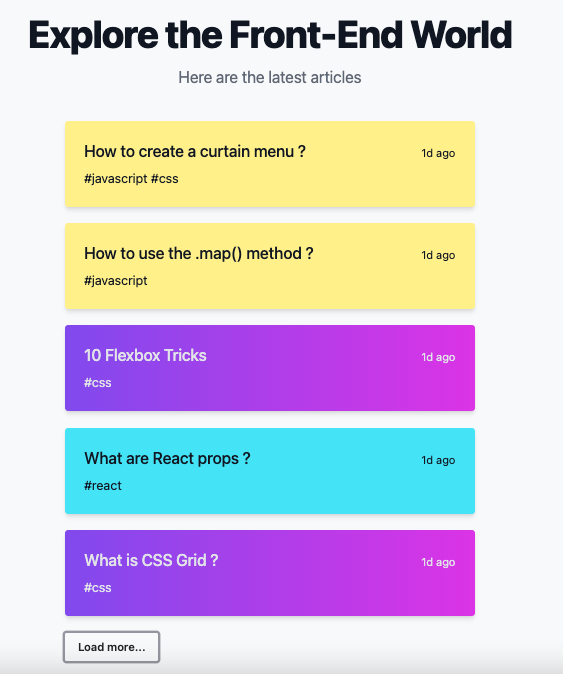 Explore the Front-End World
Here are the latest articles
How to create a curtain menu ?
1d ago
#javascript #css
How to use the .map() method ?
1d ago
#javascript
10 Flexbox Tricks
1d ago
#css
What are React props ?
1d ago
#react
What is CSS Grid ?
1d ago
#css
Load more...